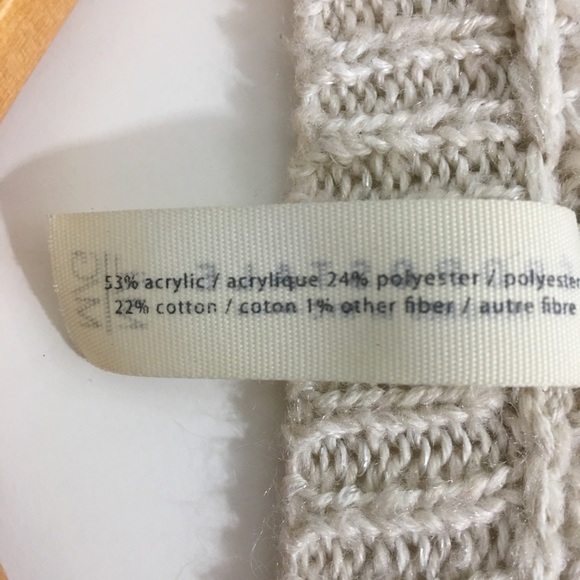 53% acrylic / acrylique 24% polyester / polyester
22% cotton / coton 1% other fiber / autre fibre